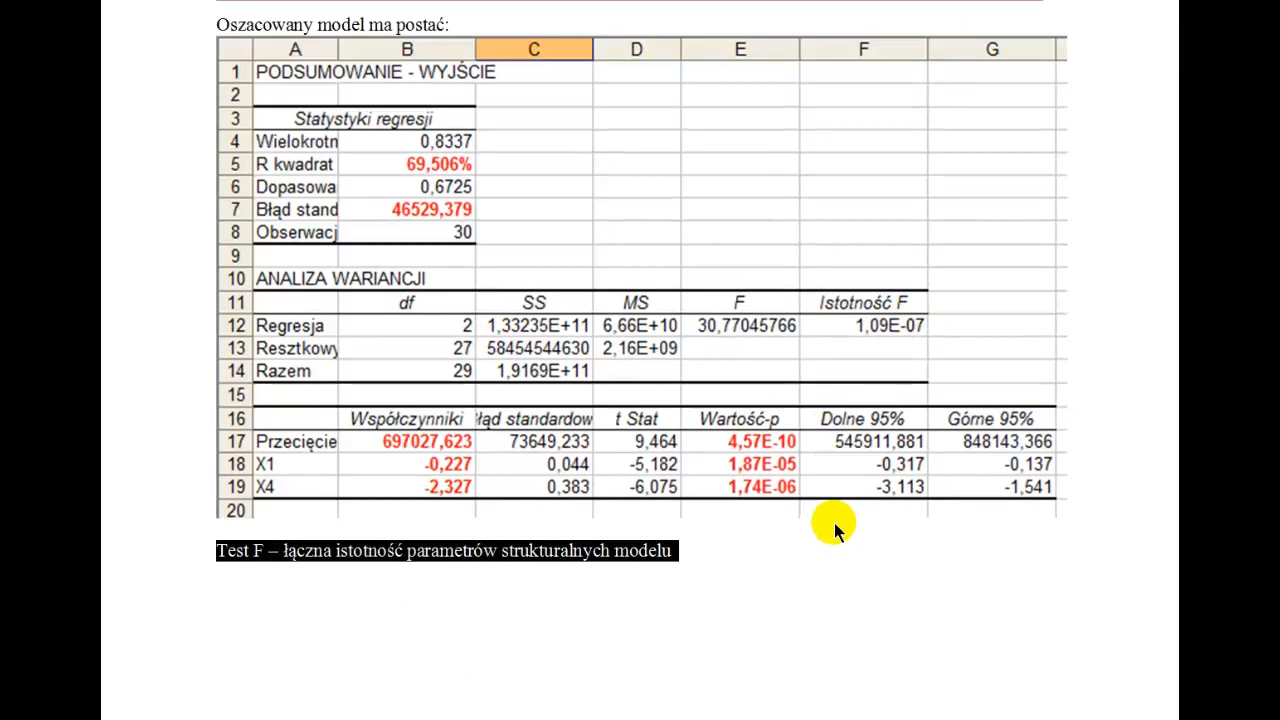 Oszacowany model ma postać:
A B C D E F G
1 PODSUMOWANIE - WYJŚCIE
2
3 Statystyki regresji
4 Wielokrotn 0,8337
5 R kwadrat 69,506%
6 Dopasowa 0,6725
7 Błąd stand 46529,379
8 Obserwacj 30
9
10 ANALIZA WARIANCJI
11 df SS MS F Istotność F
12 Regresja 2 1,33235E+11 6,66E+10 30,77045766 1,09E-07
13 Resztkowy 27 58454544630 2,16E+09
14 Razem 29 1,9169E+11
15
16 Współczynniki łąd standardow t Stat Wartość-p Dolne 95% Górne 95%
17 Przecięcie 697027,623 73649,233 9,464 4,57E-10 545911,881 848143,366
18 X1 -0,227 0,044 -5,182 1,87E-05 -0,317 -0,137
19 X4 -2,327 0,383 -6,075 1,74E-06 -3,113 -1,541
20
Test F – łączna istotność parametrów strukturalnych modelu